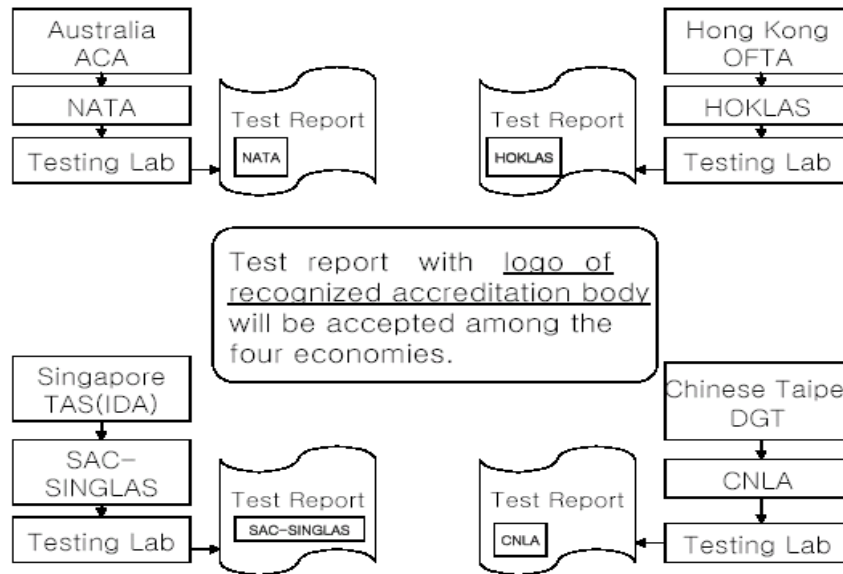 Australia
ACA
NATA
Testing Lab
Test Report
NATA
Hong Kong
OFTA
HOKLAS
Testing Lab
Test Report
HOKLAS
Test report with logo of
recognized accreditation body
will be accepted among the
four economies.
Singapore
TAS(IDA)
SAC-
SINGLAS
Testing Lab
Test Report
SAC-SINGLAS
Chinese Taipe
DGT
CNLA
Testing Lab
Test Report
CNLA